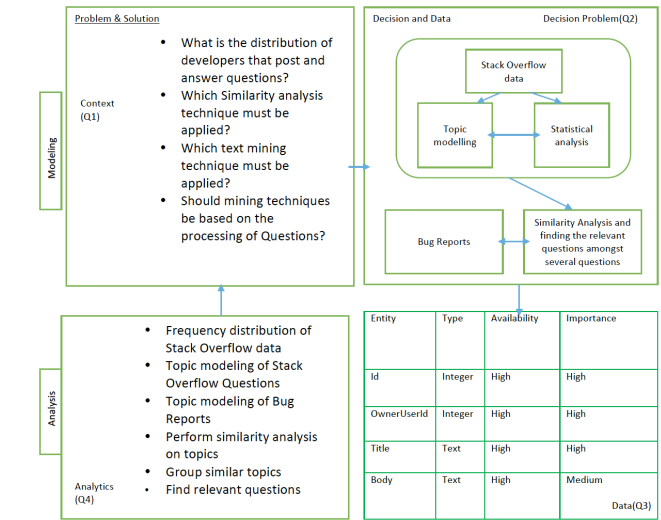 Problem & Solution
Modeling
Context
(Q1)
• What is the distribution of
developers that post and
answer questions?
• Which Similarity analysis
technique must be
applied?
• Which text mining
technique must be
applied?
• Should mining techniques
be based on the
processing of Questions?
Decision and Data Decision Problem(Q2)
Stack Overflow
data
Topic
modelling
Statistical
analysis
Bug Reports
Similarity Analysis and
finding the relevant
questions amongst
several questions
Analysis
• Frequency distribution of
Stack Overflow data
• Topic modeling of Stack
Overflow Questions
• Topic modeling of Bug
Reports
• Perform similarity analysis
on topics
• Group similar topics
• Find relevant questions
Analytics
(Q4)
Entity Type Availability Importance
Id Integer High High
OwnerUserId Integer High High
Title Text High High
Body Text High Medium
Data(Q3)